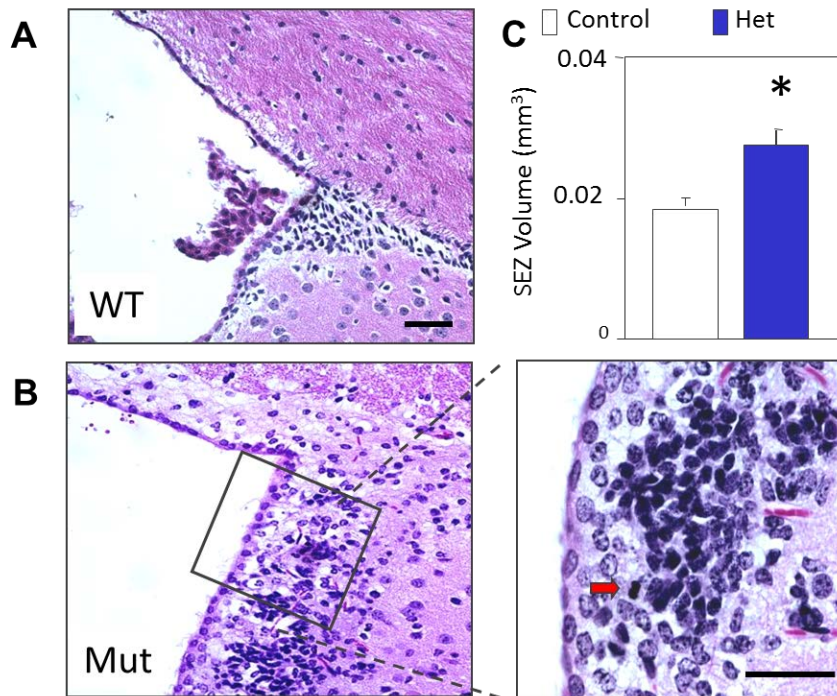 A
WT
B
Mut
C
Control
Het
SEZ Volume (mm³)
0.04
*
0.02
0